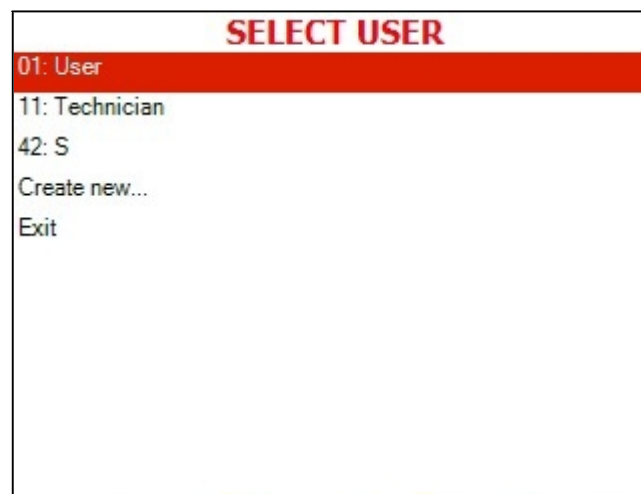 SELECT USER
01: User
11: Technician
42: S
Create new...
Exit